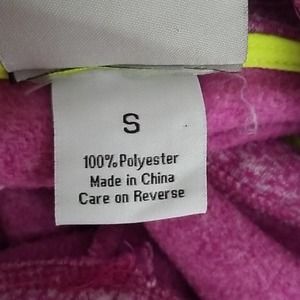 S
100% Polyester
Made in China
Care on Reverse